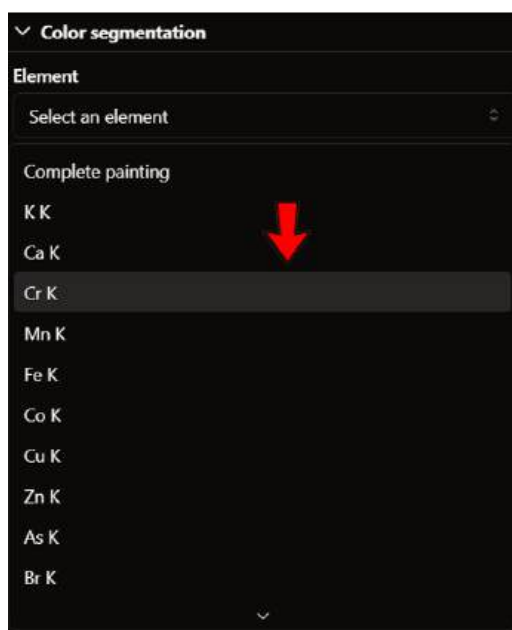 Color segmentation
Element
Select an element
Complete painting
K K
Ca K
Cr K
Mn K
Fe K
Co K
Cu K
Zn K
As K
Br K